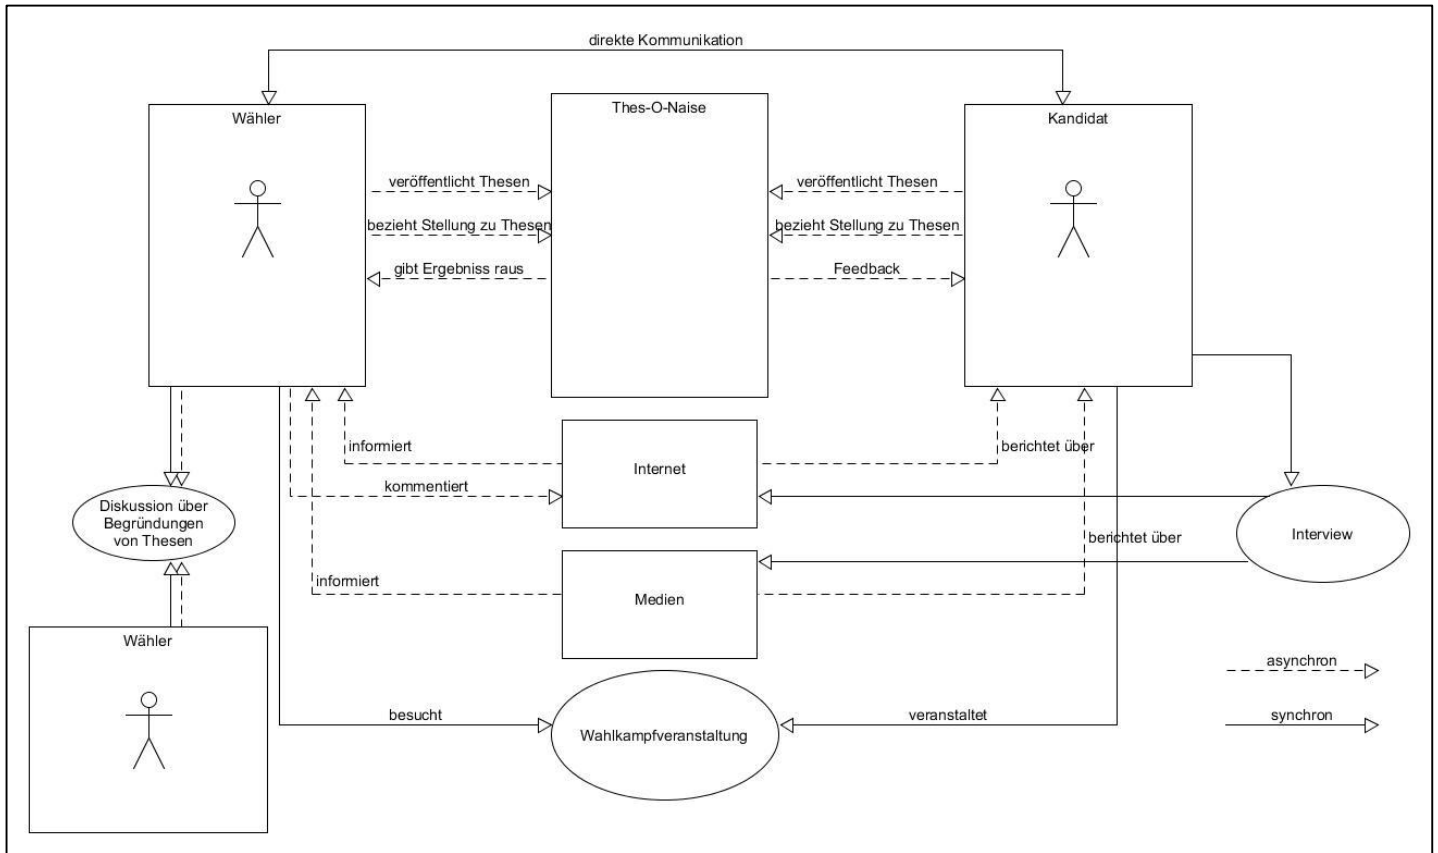 direkte Kommunikation
Wähler
Thes-O-Naise
Kandidat
veröffentlicht Thesen
veröffentlicht Thesen
bezieht Stellung zu Thesen
bezieht Stellung zu Thesen
gibt Ergebniss raus
Feedback
informiert
Internet
berichtet über
kommentiert
Diskussion über
Begründungen
von Thesen
Interview
berichtet über
informiert
Medien
Wähler
asynchron
besucht
veranstaltet
synchron
Wahlkampfveranstaltung